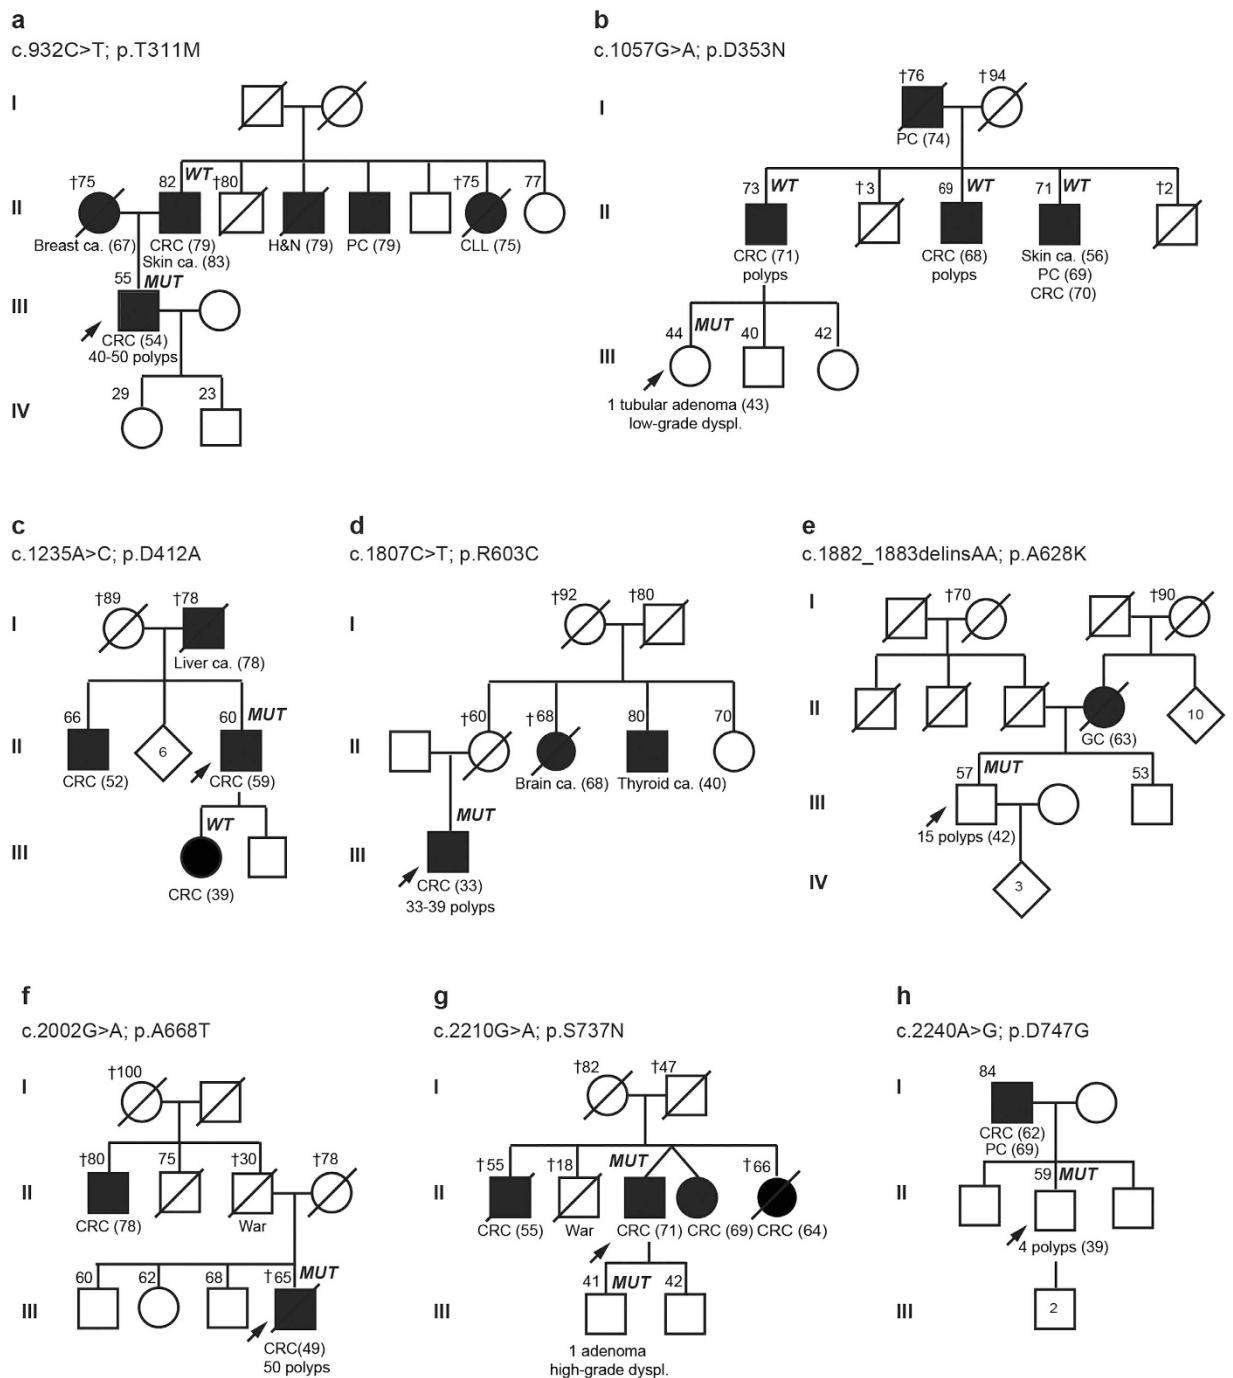 a
c.932C>T; p.T311M
I
†75
82
WT
†80
†75
77
II
Breast ca. (67)
CRC (79)
Skin ca. (83)
H&N (79)
PC (79)
CLL (75)
55
MUT
III
CRC (54)
40-50 polyps
29
23
IV
b
c.1057G>A; p.D353N
†76
†94
I
PC (74)
73
WT
†3
69
WT
71
WT
†2
II
CRC (71)
polyps
CRC (68)
polyps
Skin ca. (56)
PC (69)
CRC (70)
44
MUT
40
42
III
1 tubular adenoma (43)
low-grade dyspl.
c
c.1235A>C; p.D412A
†89
†78
I
Liver ca. (78)
66
60
MUT
II
6
CRC (52)
CRC (59)
WT
III
CRC (39)
d
c.1807C>T; p.R603C
†92
†80
I
†60
†68
80
70
II
Brain ca. (68)
Thyroid ca. (40)
MUT
III
CRC (33)
33-39 polyps
e
c.1882_1883delinsAA; p.A628K
I
†70
†90
II
10
GC (63)
57
MUT
53
III
15 polyps (42)
IV
3
f
c.2002G>A; p.A668T
†100
I
†80
75
†30
†78
II
CRC (78)
War
60
62
68
†65
MUT
III
CRC(49)
50 polyps
g
c.2210G>A; p.S737N
†82
†47
I
†55
†18
MUT
†66
II
CRC (55)
War
CRC (71)
CRC (69)
CRC (64)
41
MUT
42
III
1 adenoma
high-grade dyspl.
h
c.2240A>G; p.D747G
84
I
CRC (62)
PC (69)
59
MUT
II
4 polyps (39)
III
2